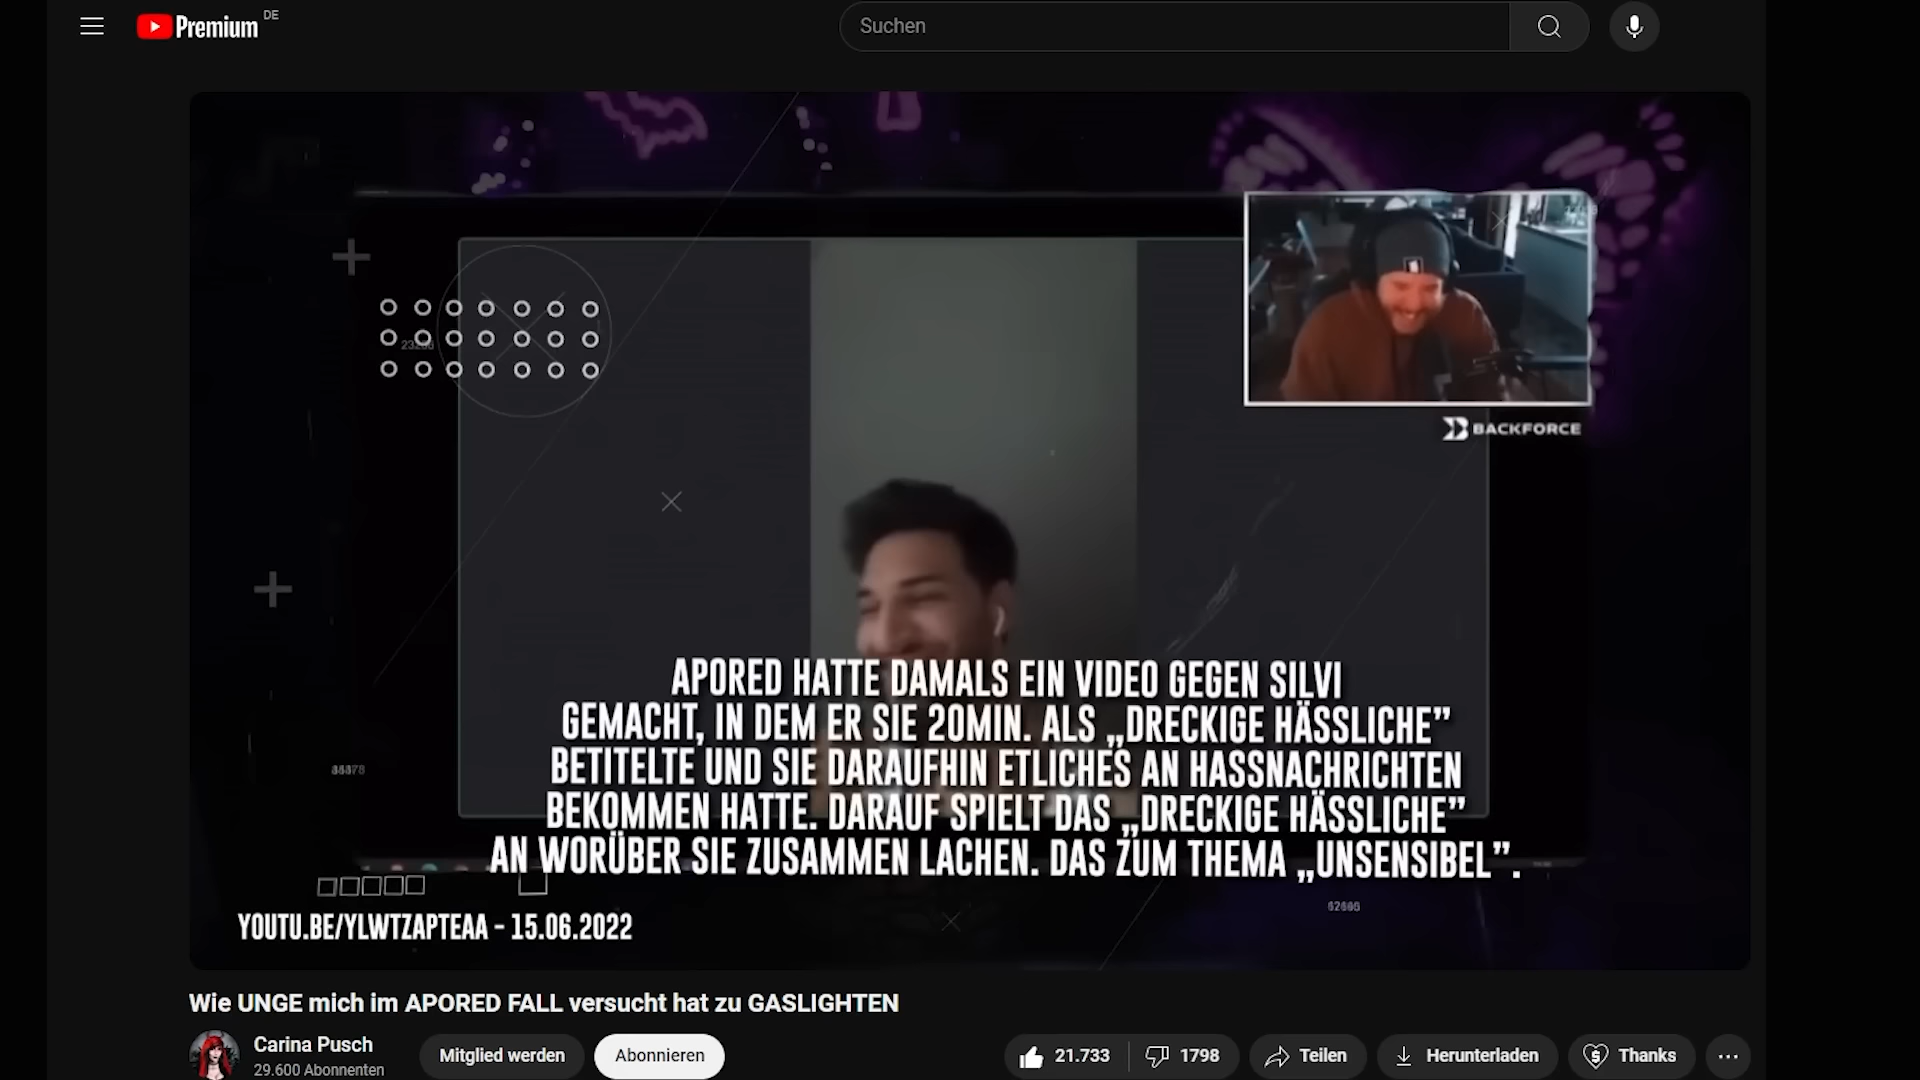 Premium DE
Suchen
BACKFORCE
APORED HATTE DAMALS EIN VIDEO GEGEN SILVI
GEMACHT, IN DEM ER SIE 20MIN. ALS „DRECKIGE HÄSSLICHE”
BETITELTE UND SIE DARAUFHIN ETLICHES AN HASSNACHRICHTEN
BEKOMMEN HATTE. DARAUF SPIELT DAS „DRECKIGE HÄSSLICHE”
AN WORÜBER SIE ZUSAMMEN LACHEN. DAS ZUM THEMA „UNSENSIBEL”.
YOUTU.BE/YLWTZAPTEAA - 15.06.2022
Wie UNGE mich im APORED FALL versucht hat zu GASLIGHTEN
Carina Pusch
29.600 Abonnenten
Mitglied werden
Abonnieren
21.733
1798
Teilen
Herunterladen
Thanks